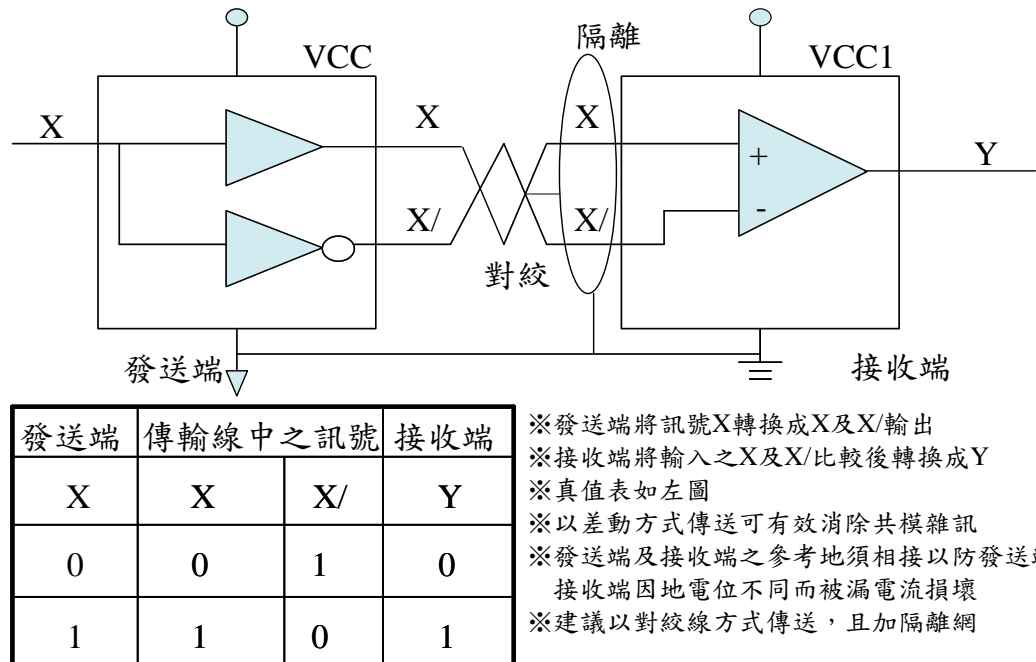 隔離
VCC
VCC1
X
X
X
Y
+
X/
X/
-
對絞
發送端
接收端
發送端 傳輸線中之訊號 接收端
X X X/ Y
0 0 1 0
1 1 0 1
※發送端將訊號X轉換成X及X/輸出
※接收端將輸入之X及X/比較後轉換成Y
※真值表如左圖
※以差動方式傳送可有效消除共模雜訊
※發送端及接收端之參考地須相接以防發送
接收端因地電位不同而被漏電流損壞
※建議以對絞線方式傳送，且加隔離網